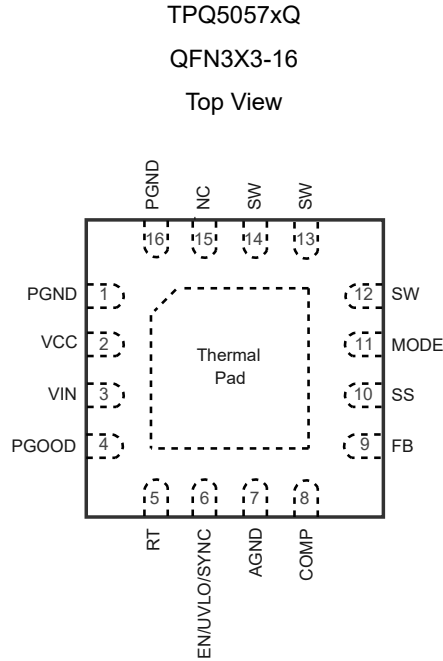 TPQ5057xQ
QFN3X3-16
Top View
PGND
NC
SW
SW
16
15
14
13
PGND 1
12 SW
VCC 2
11 MODE
VIN 3
10 SS
PGOOD 4
9 FB
Thermal
Pad
5
6
7
8
RT
EN/UVLO/SYNC
AGND
COMP